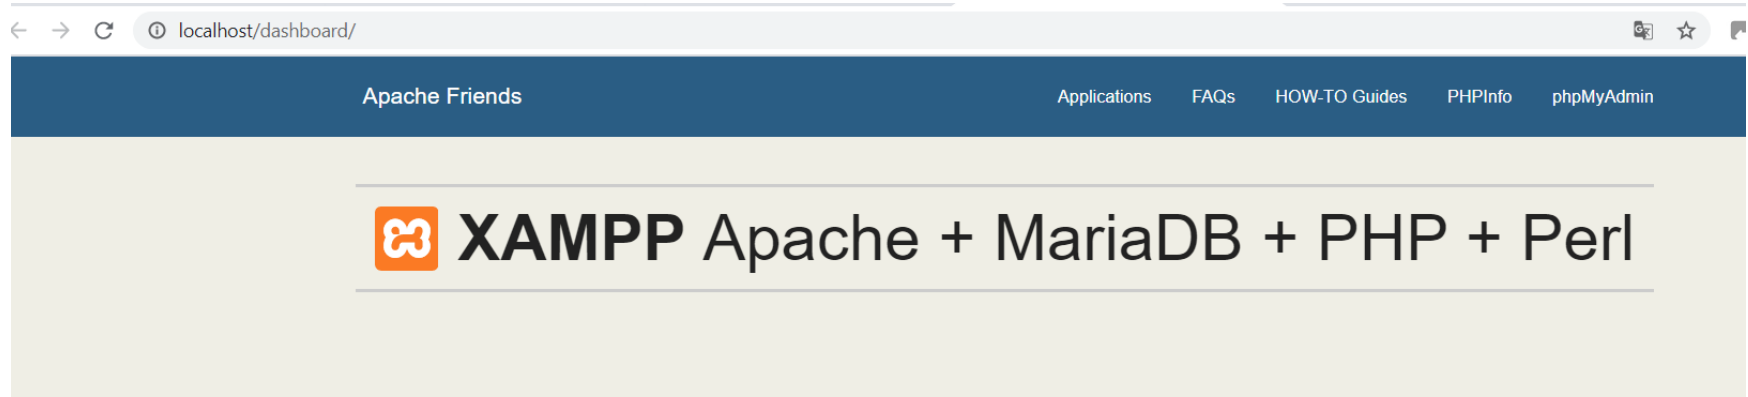 localhost/dashboard/
Apache Friends Applications FAQs HOW-TO Guides PHPInfo phpMyAdmin
XAMPP Apache + MariaDB + PHP + Perl